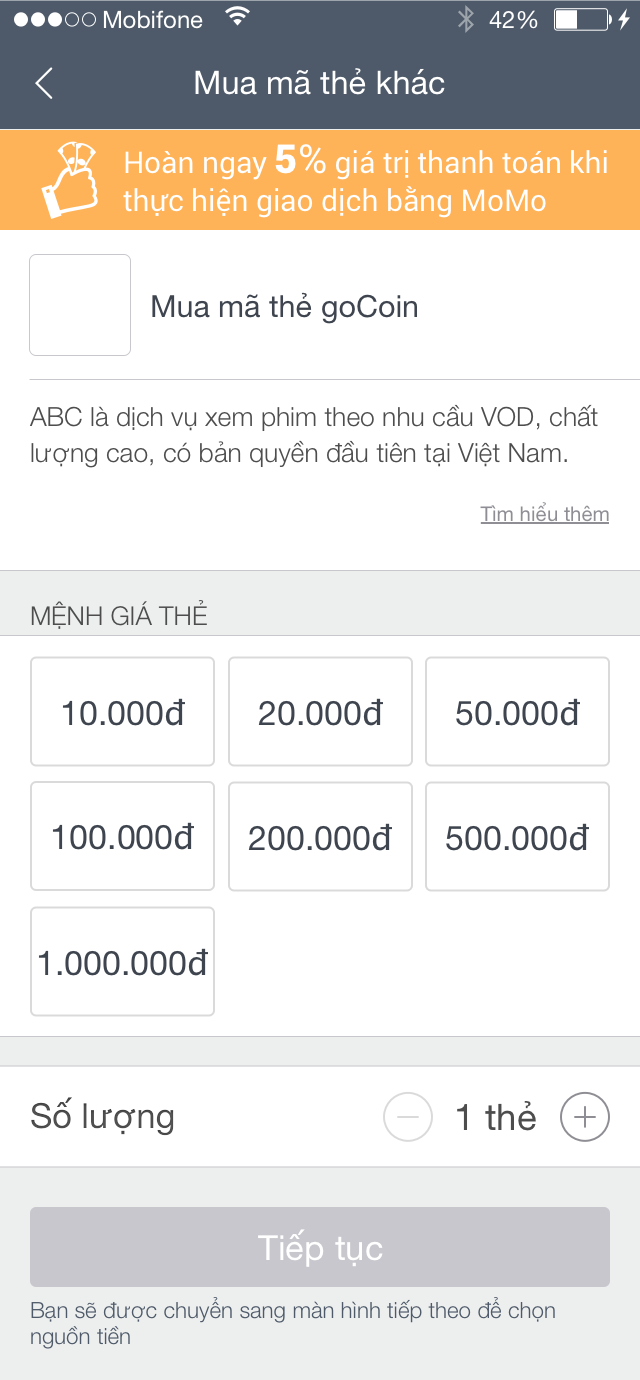 Mobifone 42%
Mua mã thẻ khác
Hoàn ngay 5% giá trị thanh toán khi
thực hiện giao dịch bằng MoMo
Mua mã thẻ goCoin
ABC là dịch vụ xem phim theo nhu cầu VOD, chất
lượng cao, có bản quyền đầu tiên tại Việt Nam.
Tìm hiểu thêm
MỆNH GIÁ THẺ
10.000đ 20.000đ 50.000đ
100.000đ 200.000đ 500.000đ
1.000.000đ
Số lượng 1 thẻ
Tiếp tục
Bạn sẽ được chuyển sang màn hình tiếp theo để chọn
nguồn tiền